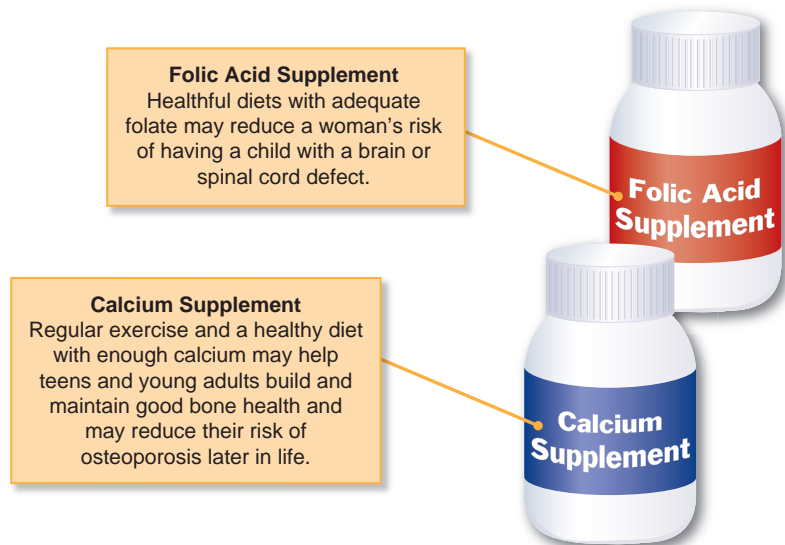 Folic Acid Supplement
Healthful diets with adequate
folate may reduce a woman's risk
of having a child with a brain or
spinal cord defect.
Folic Acid
Supplement
Calcium Supplement
Regular exercise and a healthy diet
with enough calcium may help
teens and young adults build and
maintain good bone health and
may reduce their risk of
osteoporosis later in life.
Calcium
Supplement